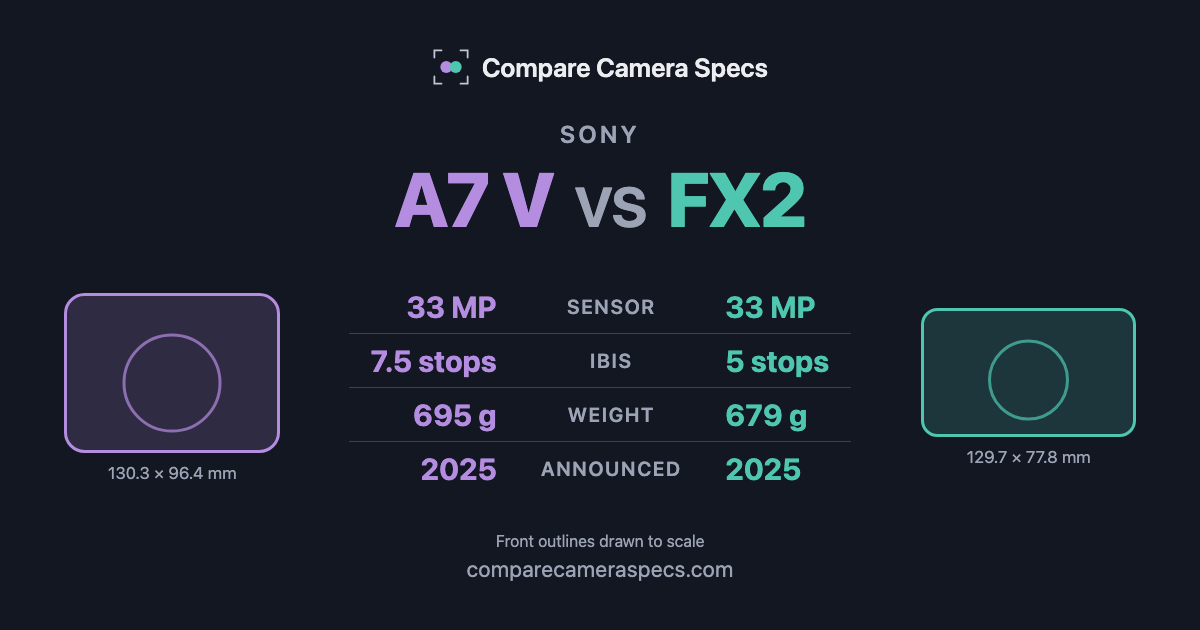 Compare Camera Specs
SONY
A7 V VS FX2
33 MP SENSOR 33 MP
7.5 stops IBIS 5 stops
695 g WEIGHT 679 g
2025 ANNOUNCED 2025
130.3 × 96.4 mm
129.7 × 77.8 mm
Front outlines drawn to scale
comparecameraspecs.com